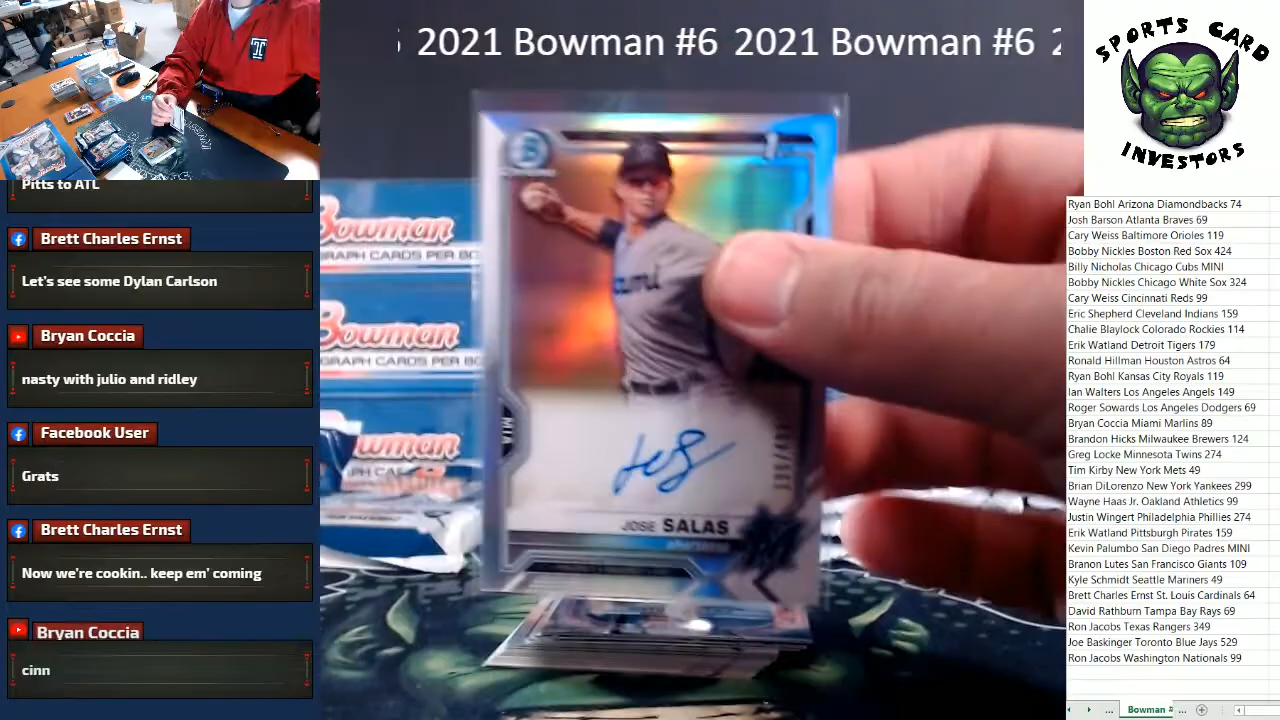 2021 Bowman #6 2021 Bowman #6
SPORTS CARD
INVESTORS
Pitts to ATL
Brett Charles Ernst
Let's see some Dylan Carlson
Bryan Coccia
nasty with julio and ridley
Facebook User
Grats
Brett Charles Ernst
Now we're cookin.. keep em' coming
Bryan Coccia
cinn
Bowman
Bowman
Bowman
MIA
JOSE SALAS
Ryan Bohl Arizona Diamondbacks 74
Josh Barson Atlanta Braves 69
Cary Weiss Baltimore Orioles 119
Bobby Nickles Boston Red Sox 424
Billy Nicholas Chicago Cubs MINI
Bobby Nickles Chicago White Sox 324
Cary Weiss Cincinnati Reds 99
Eric Shepherd Cleveland Indians 159
Chalie Blaylock Colorado Rockies 114
Erik Watland Detroit Tigers 179
Ronald Hillman Houston Astros 64
Ryan Bohl Kansas City Royals 119
Ian Walters Los Angeles Angels 149
Roger Sowards Los Angeles Dodgers 69
Bryan Coccia Miami Marlins 89
Brandon Hicks Milwaukee Brewers 124
Greg Locke Minnesota Twins 274
Tim Kirby New York Mets 49
Brian DiLorenzo New York Yankees 299
Wayne Haas Jr. Oakland Athletics 99
Justin Wingert Philadelphia Phillies 274
Erik Watland Pittsburgh Pirates 159
Kevin Palumbo San Diego Padres MINI
Branon Lutes San Francisco Giants 109
Kyle Schmidt Seattle Mariners 49
Brett Charles Ernst St. Louis Cardinals 64
David Rathburn Tampa Bay Rays 69
Ron Jacobs Texas Rangers 349
Joe Baskinger Toronto Blue Jays 529
Ron Jacobs Washington Nationals 99
... Bowman # ...